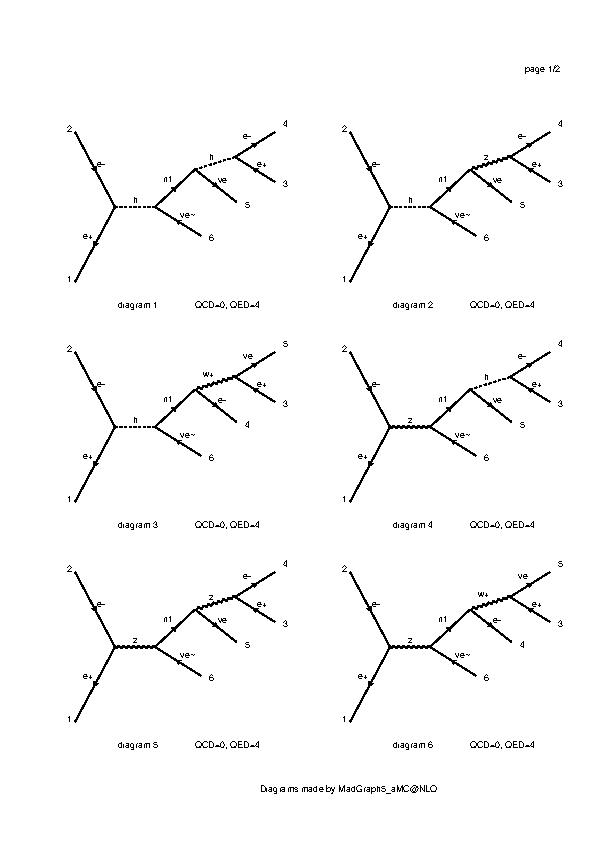 page 1/2
2 e- e+ 1 h n1 h e- 4 e+ 3 ve 5 ve~ 6
diagram 1 QCD=0, QED=4
2 e- e+ 1 h n1 z e- 4 e+ 3 ve 5 ve~ 6
diagram 2 QCD=0, QED=4
2 e- e+ 1 h n1 w+ ve 5 e+ 3 e- 4 ve~ 6
diagram 3 QCD=0, QED=4
2 e- e+ 1 z n1 h e- 4 e+ 3 ve 5 ve~ 6
diagram 4 QCD=0, QED=4
2 e- e+ 1 z n1 z e- 4 e+ 3 ve 5 ve~ 6
diagram 5 QCD=0, QED=4
2 e- e+ 1 z n1 w+ ve 5 e+ 3 e- 4 ve~ 6
diagram 6 QCD=0, QED=4
Diagrams made by MadGraph5_aMC@NLO